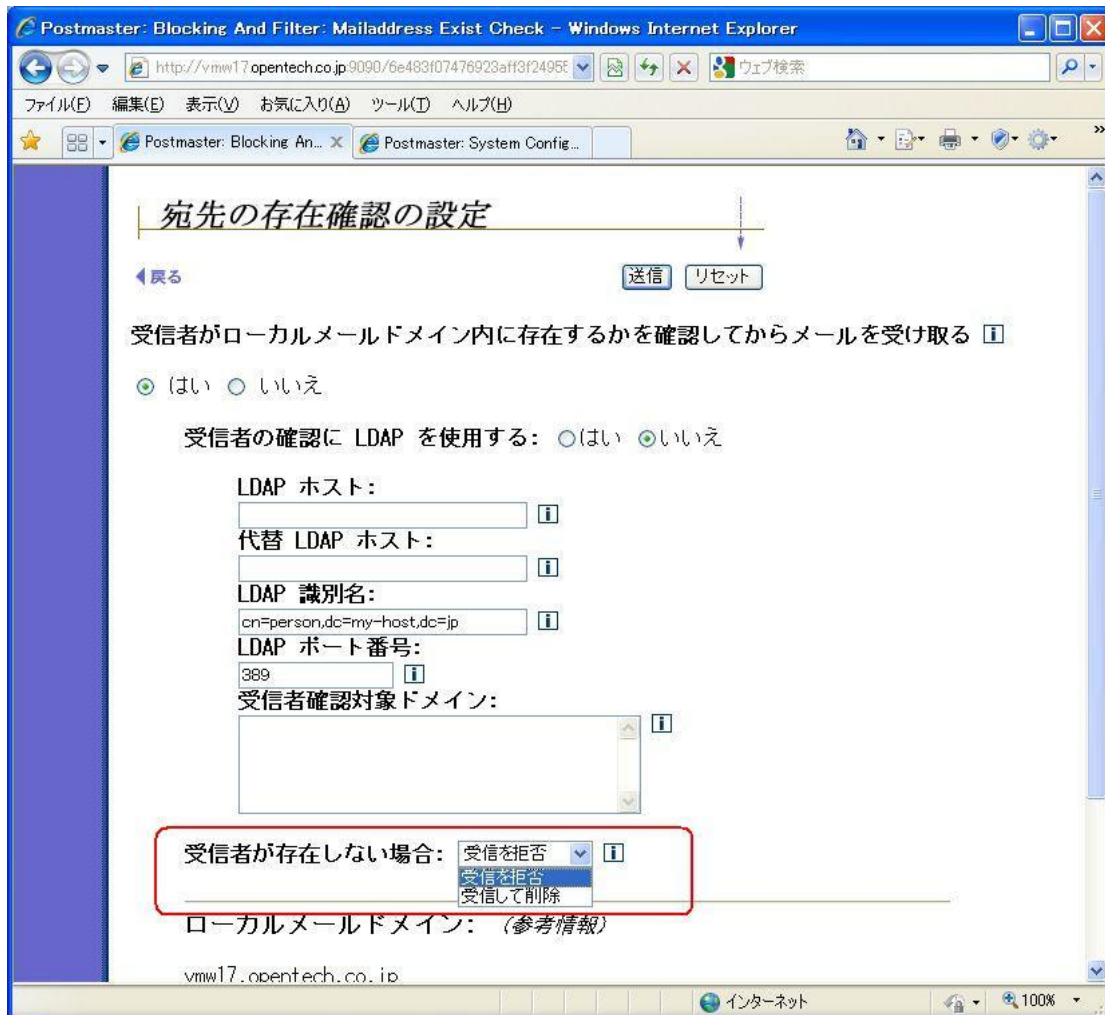 Postmaster: Blocking And Filter: Mailaddress Exist Check - Windows Internet Explorer
http://vmw17.opentech.co.jp:9090/6e483f07476923aff3f2495
ウェブ検索
ファイル(F) 編集(E) 表示(V) お気に入り(A) ツール(T) ヘルプ(H)
Postmaster: Blocking An... Postmaster: System Config...
宛先の存在確認の設定
戻る 送信 リセット
受信者がローカルメールドメイン内に存在するかを確認してからメールを受け取る
はい いいえ
受信者の確認に LDAP を使用する: はい いいえ
LDAP ホスト:
代替 LDAP ホスト:
LDAP 識別名:
cn=person,dc=my-host,dc=jp
LDAP ポート番号:
389
受信者確認対象ドメイン:
受信者が存在しない場合: 受信を拒否
受信を拒否
受信して削除
ローカルメールドメイン: (参考情報)
vmw17.opentech.co.jp
インターネット 100%